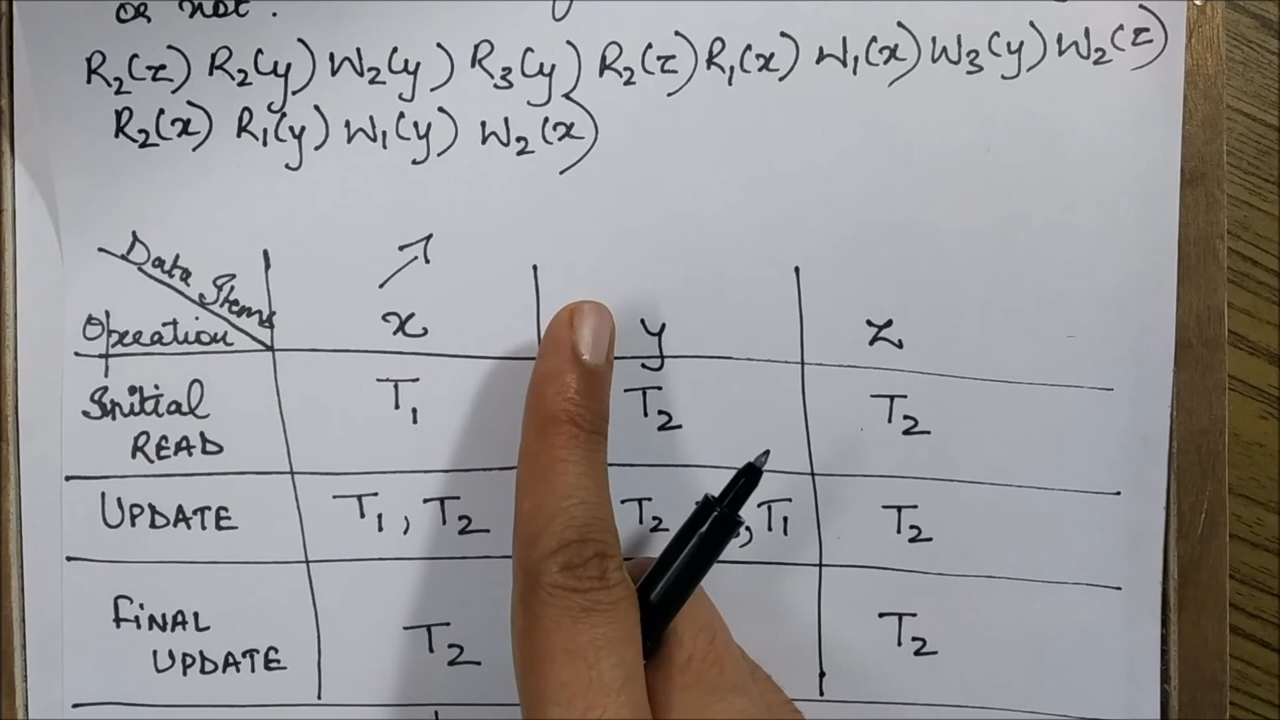 or not.
R2(z) R2(y) W2(y) R3(y) R2(z) R1(x) W1(x) W3(y) W2(z)
R2(x) R1(y) W1(y) W2(x)
Data Items
Operation x y z
Initial READ T1 T2 T2
UPDATE T1, T2 T2 , T1 T2
FINAL UPDATE T2 T2